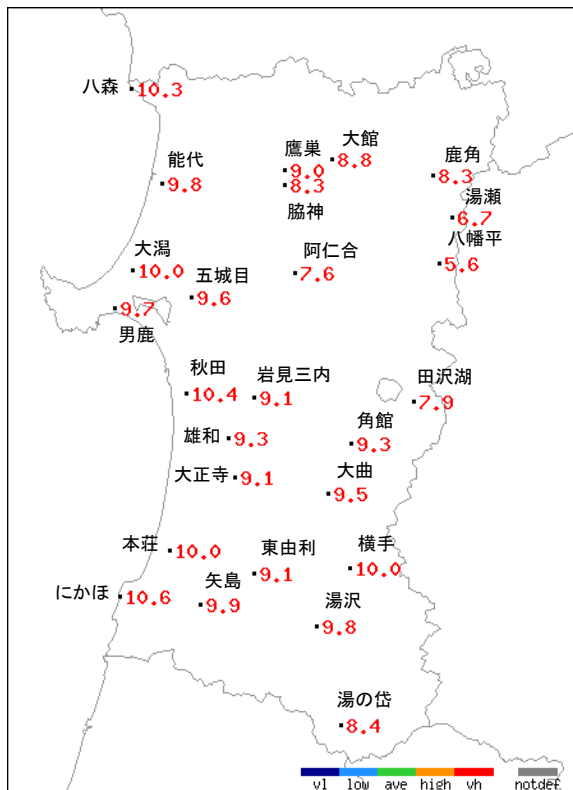 八森
10.3
大館
8.8
鷹巣
9.0
8.3
脇神
能代
9.8
鹿角
8.3
湯瀬
6.7
八幡平
5.6
大潟
10.0
五城目
9.6
阿仁合
7.6
9.7
男鹿
秋田
10.4
岩見三内
9.1
田沢湖
7.9
角館
9.3
雄和
9.3
大正寺
9.1
大曲
9.5
本荘
10.0
東由利
9.1
横手
10.0
にかほ
10.6
矢島
9.9
湯沢
9.8
湯の岱
8.4
vl low ave high vh notdef